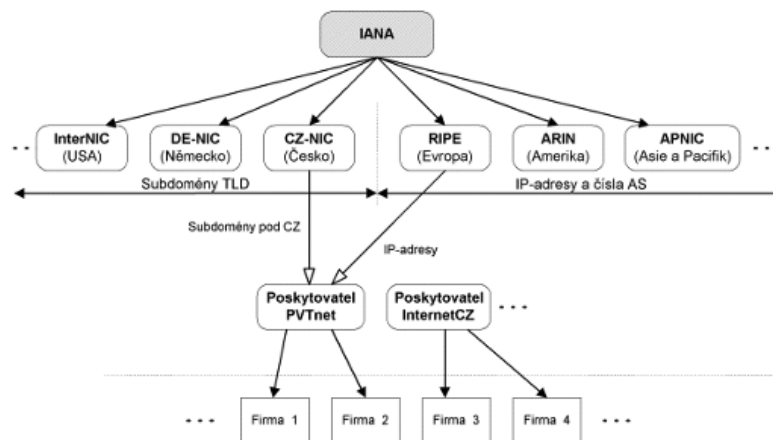 IANA
InterNIC
(USA)
DE-NIC
(Německo)
CZ-NIC
(Česko)
RIPE
(Evropa)
ARIN
(Amerika)
APNIC
(Asie a Pacifik)
Subdomény TLD
IP-adresy a čísla AS
Subdomény pod CZ
IP-adresy
Poskytovatel
PVTnet
Poskytovatel
InternetCZ
Firma 1
Firma 2
Firma 3
Firma 4